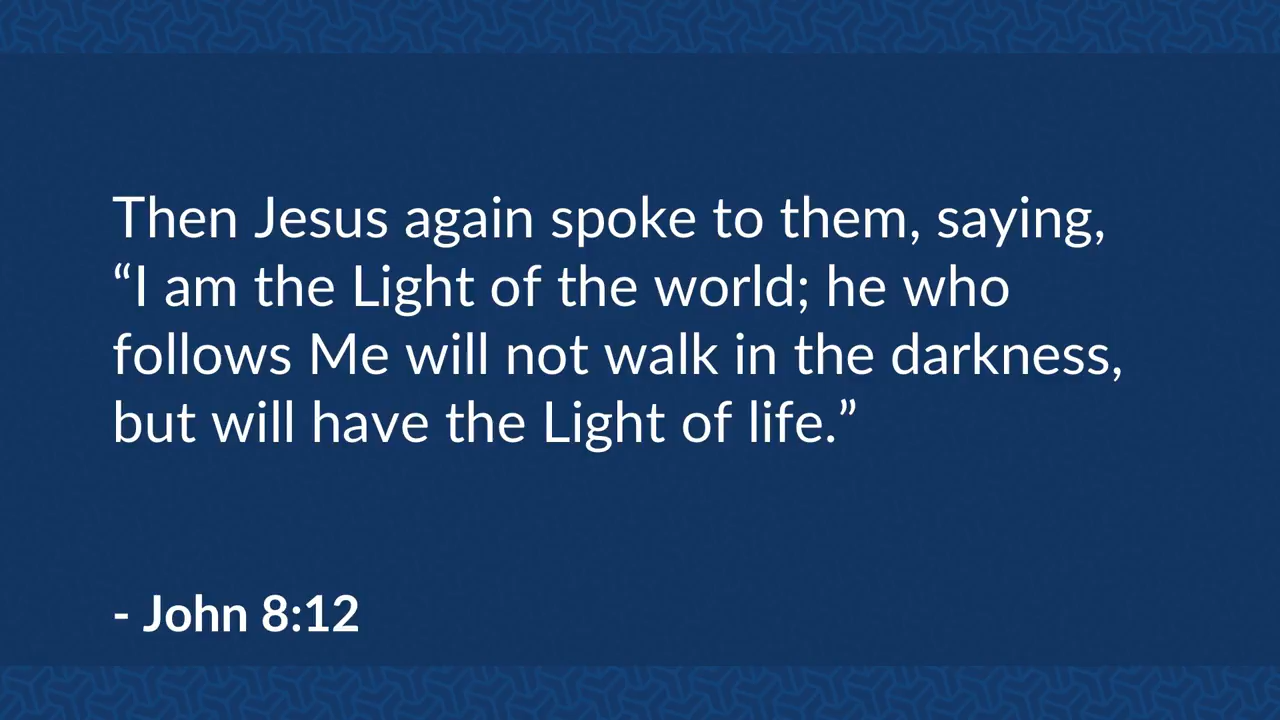 Then Jesus again spoke to them, saying,
“I am the Light of the world; he who
follows Me will not walk in the darkness,
but will have the Light of life.”
- John 8:12